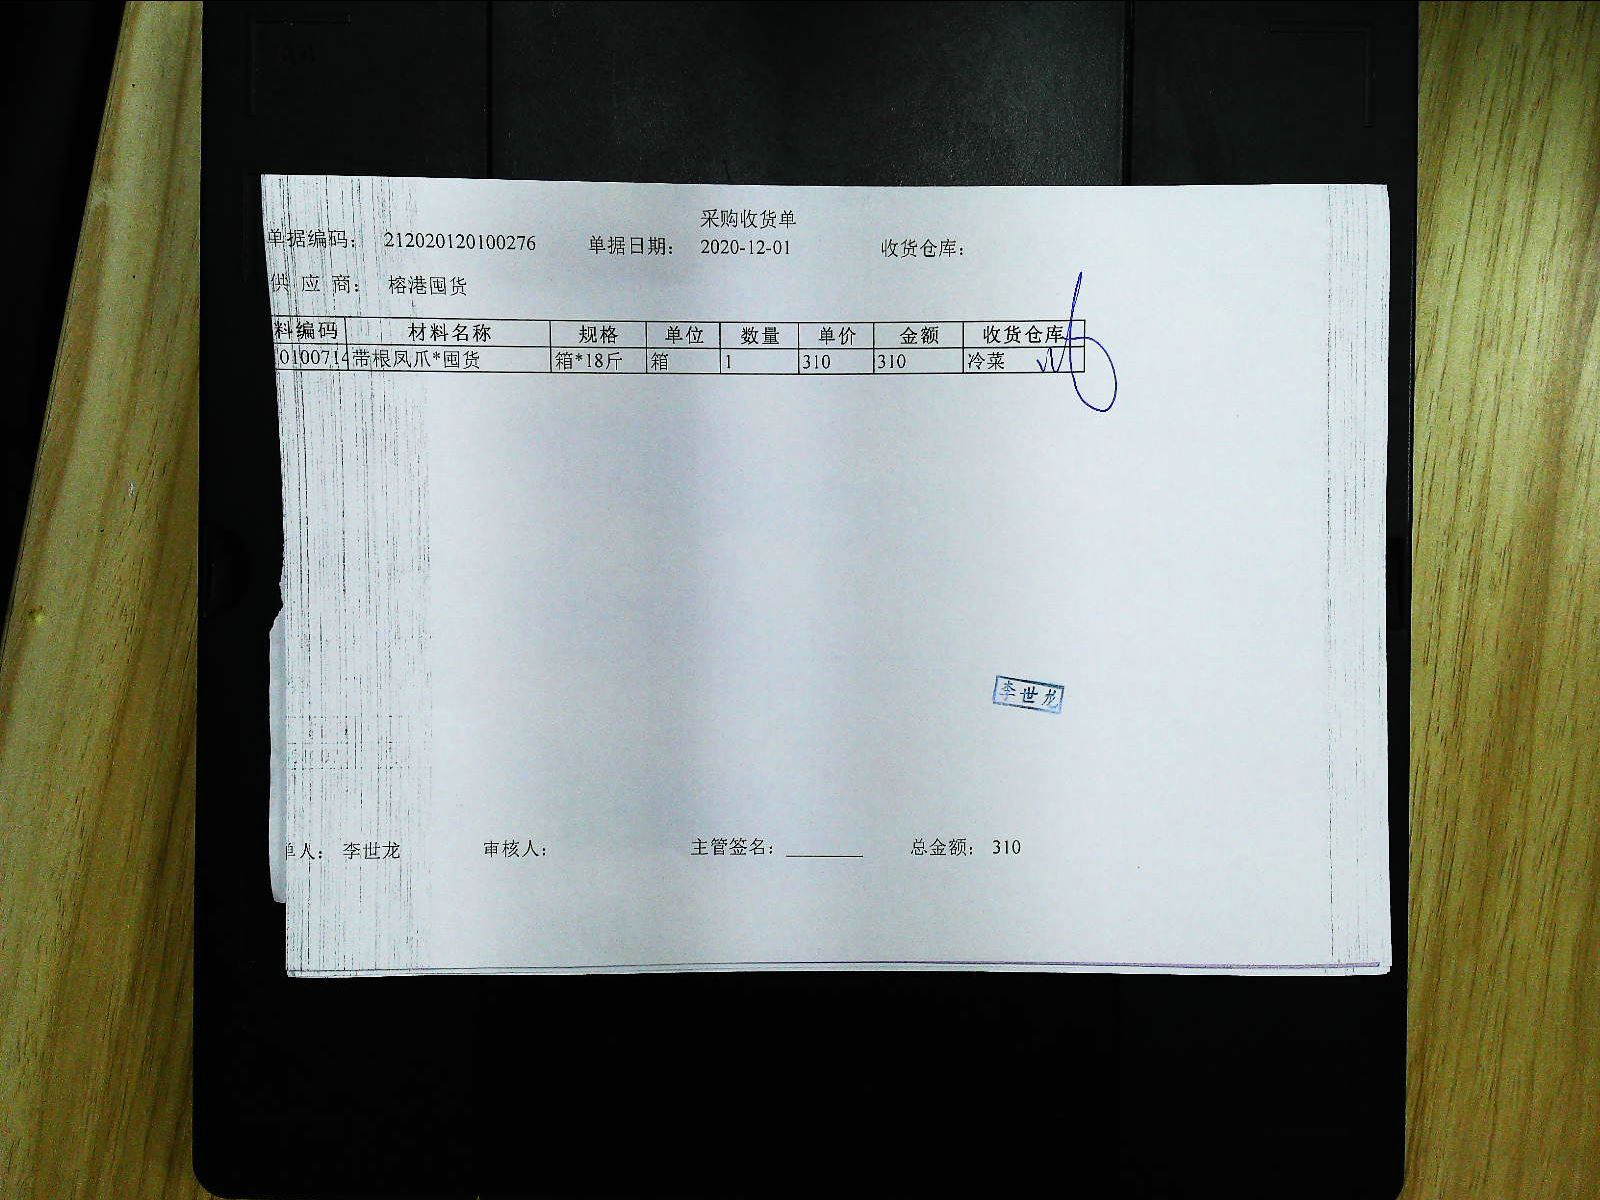 采购收货单
单据编码： 212020120100276 单据日期： 2020-12-01 收货仓库：
供 应 商： 榕港囤货
料编码 材料名称 规格 单位 数量 单价 金额 收货仓库
0100714 带根凤爪*囤货 箱*18斤 箱 1 310 310 冷菜
李世龙
单人： 李世龙 审核人： 主管签名： ________ 总金额： 310